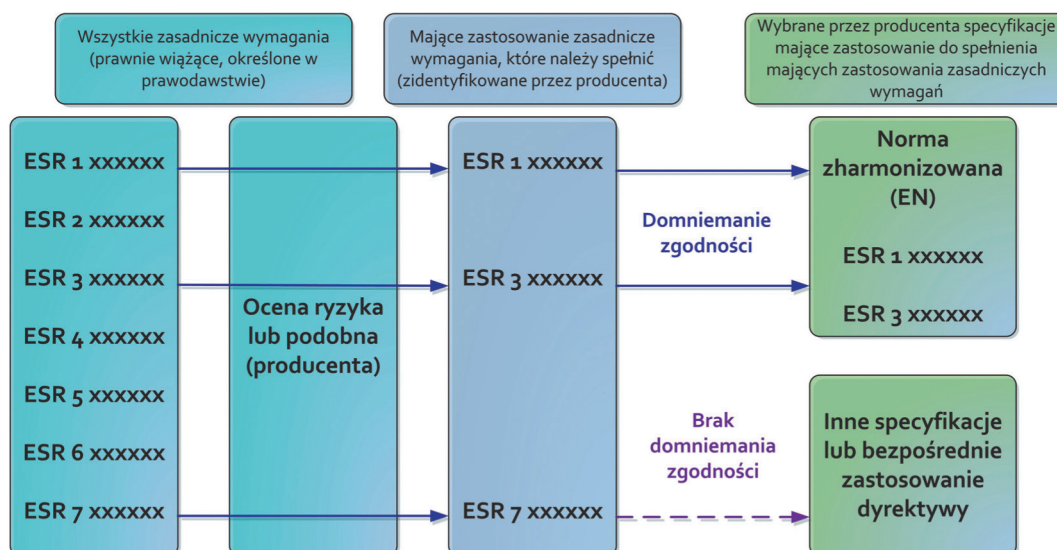 Wszystkie zasadnicze wymagania
(prawnie wiążące, określone w
prawodawstwie)
Mające zastosowanie zasadnicze
wymagania, które należy spełnić
(zidentyfikowane przez producenta)
Wybrane przez producenta specyfikacje
mające zastosowanie do spełnienia
mających zastosowania zasadniczych
wymagań
ESR 1 xxxxxx
ESR 2 xxxxxx
ESR 3 xxxxxx
ESR 4 xxxxxx
ESR 5 xxxxxx
ESR 6 xxxxxx
ESR 7 xxxxxx
Ocena ryzyka
lub podobna
(producenta)
ESR 1 xxxxxx
ESR 3 xxxxxx
ESR 7 xxxxxx
Domniemanie
zgodności
Brak
domniemania
zgodności
Norma
zharmonizowana
(EN)
ESR 1 xxxxxx
ESR 3 xxxxxx
Inne specyfikacje
lub bezpośrednie
zastosowanie
dyrektywy